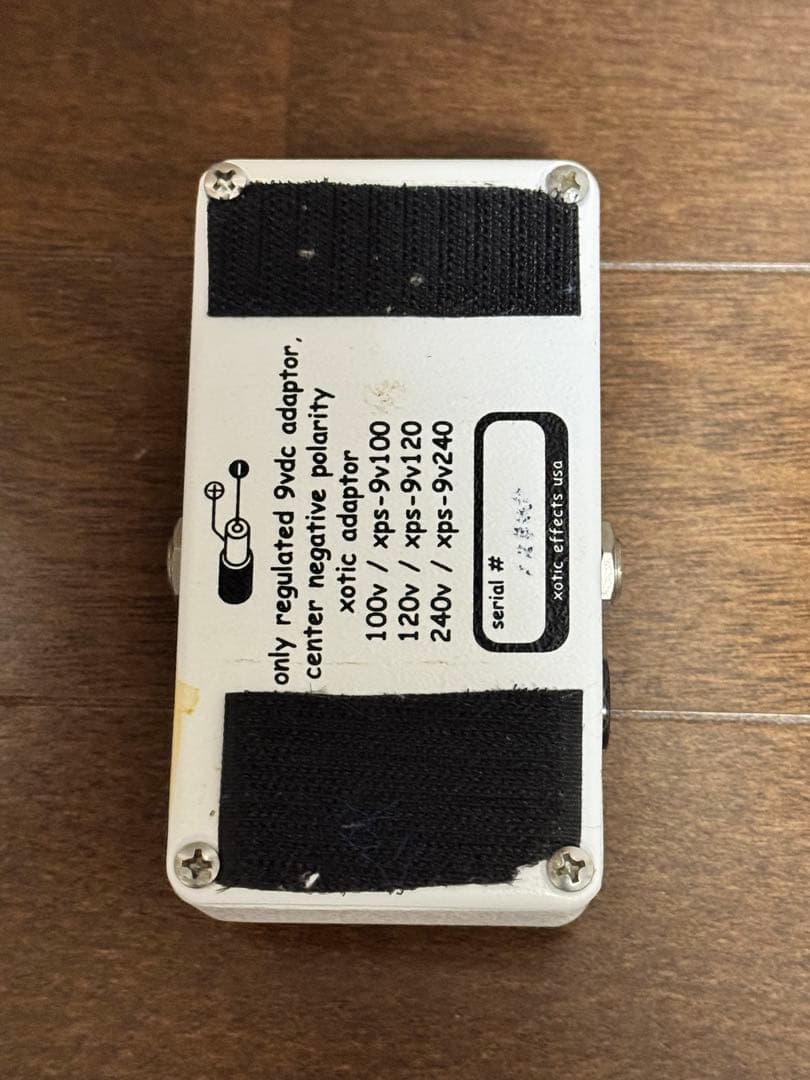 only regulated 9vdc adaptor,
center negative polarity
xotic adaptor
100v / xps-9v100
120v / xps-9v120
240v / xps-9v240
serial #
xotic effects usa